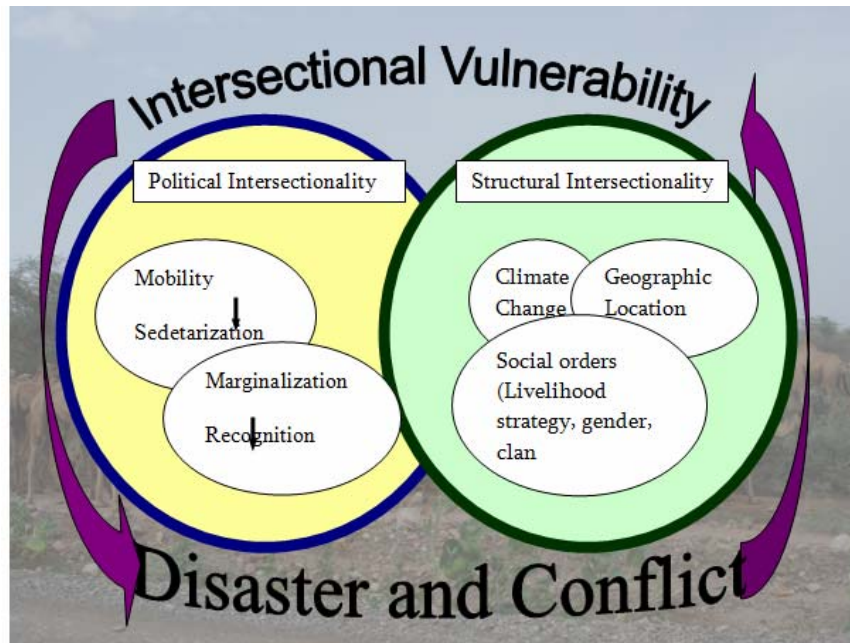 Intersectional Vulnerability
Political Intersectionality
Structural Intersectionality
Mobility
Sedetarization
Marginalization
Recognition
Climate
Change
Geographic
Location
Social orders
(Livelihood
strategy, gender,
clan
Disaster and Conflict